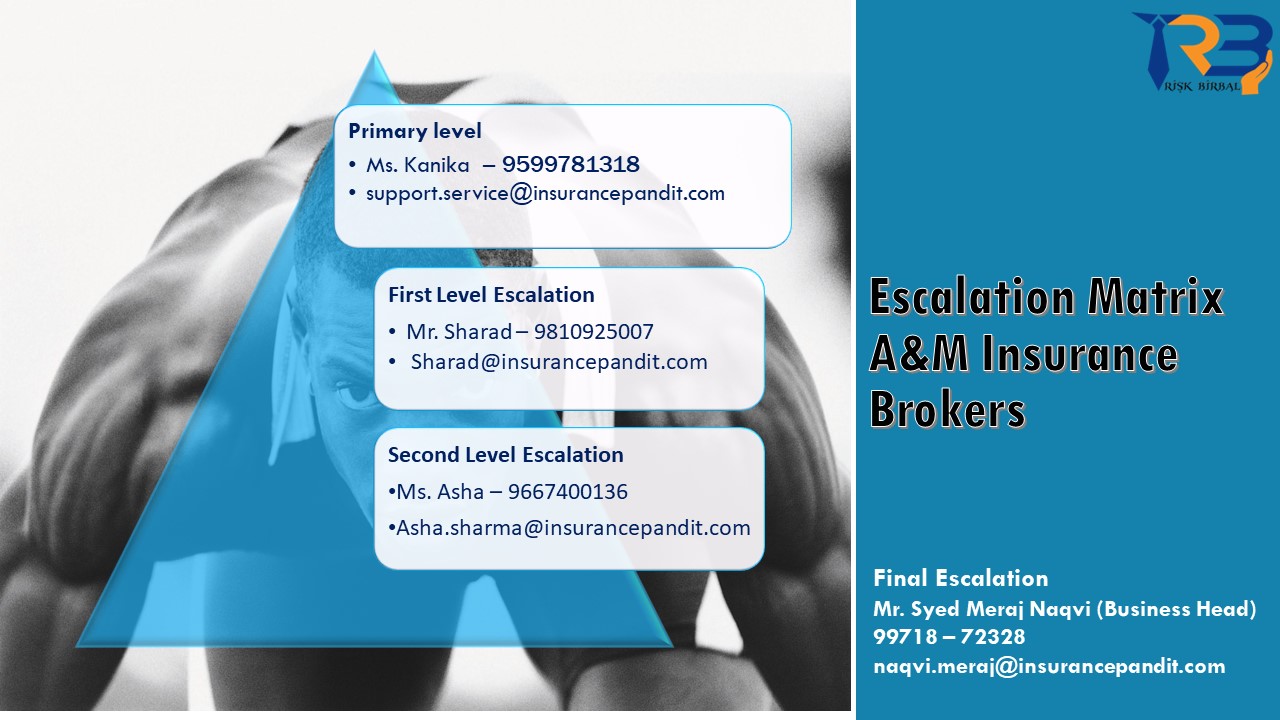 Primary level
• Ms. Kanika – 9599781318
• support.service@insurancepandit.com
First Level Escalation
• Mr. Sharad – 9810925007
• Sharad@insurancepandit.com
Second Level Escalation
•Ms. Asha – 9667400136
•Asha.sharma@insurancepandit.com
RB
RISK BIRBAL
Escalation Matrix
A&M Insurance
Brokers
Final Escalation
Mr. Syed Meraj Naqvi (Business Head)
99718 – 72328
naqvi.meraj@insurancepandit.com